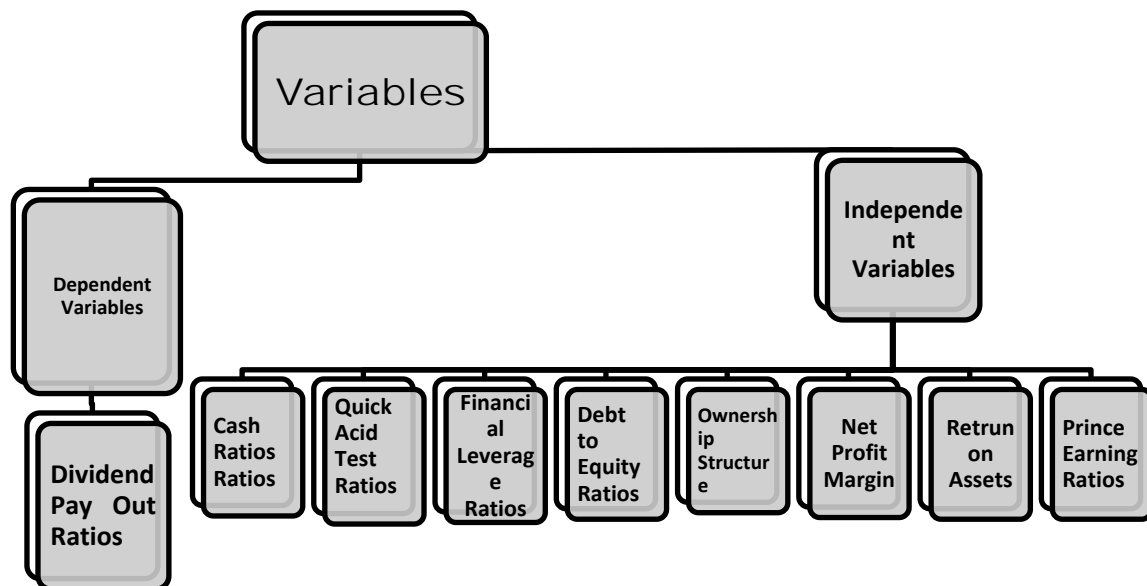 Variables
Dependent
Variables
Independe
nt
Variables
Dividend
Pay Out
Ratios
Cash
Ratios
Ratios
Quick
Acid
Test
Ratios
Financi
al
Leverag
e
Ratios
Debt
to
Equity
Ratios
Ownersh
ip
Structur
e
Net
Profit
Margin
Retrun
on
Assets
Prince
Earning
Ratios